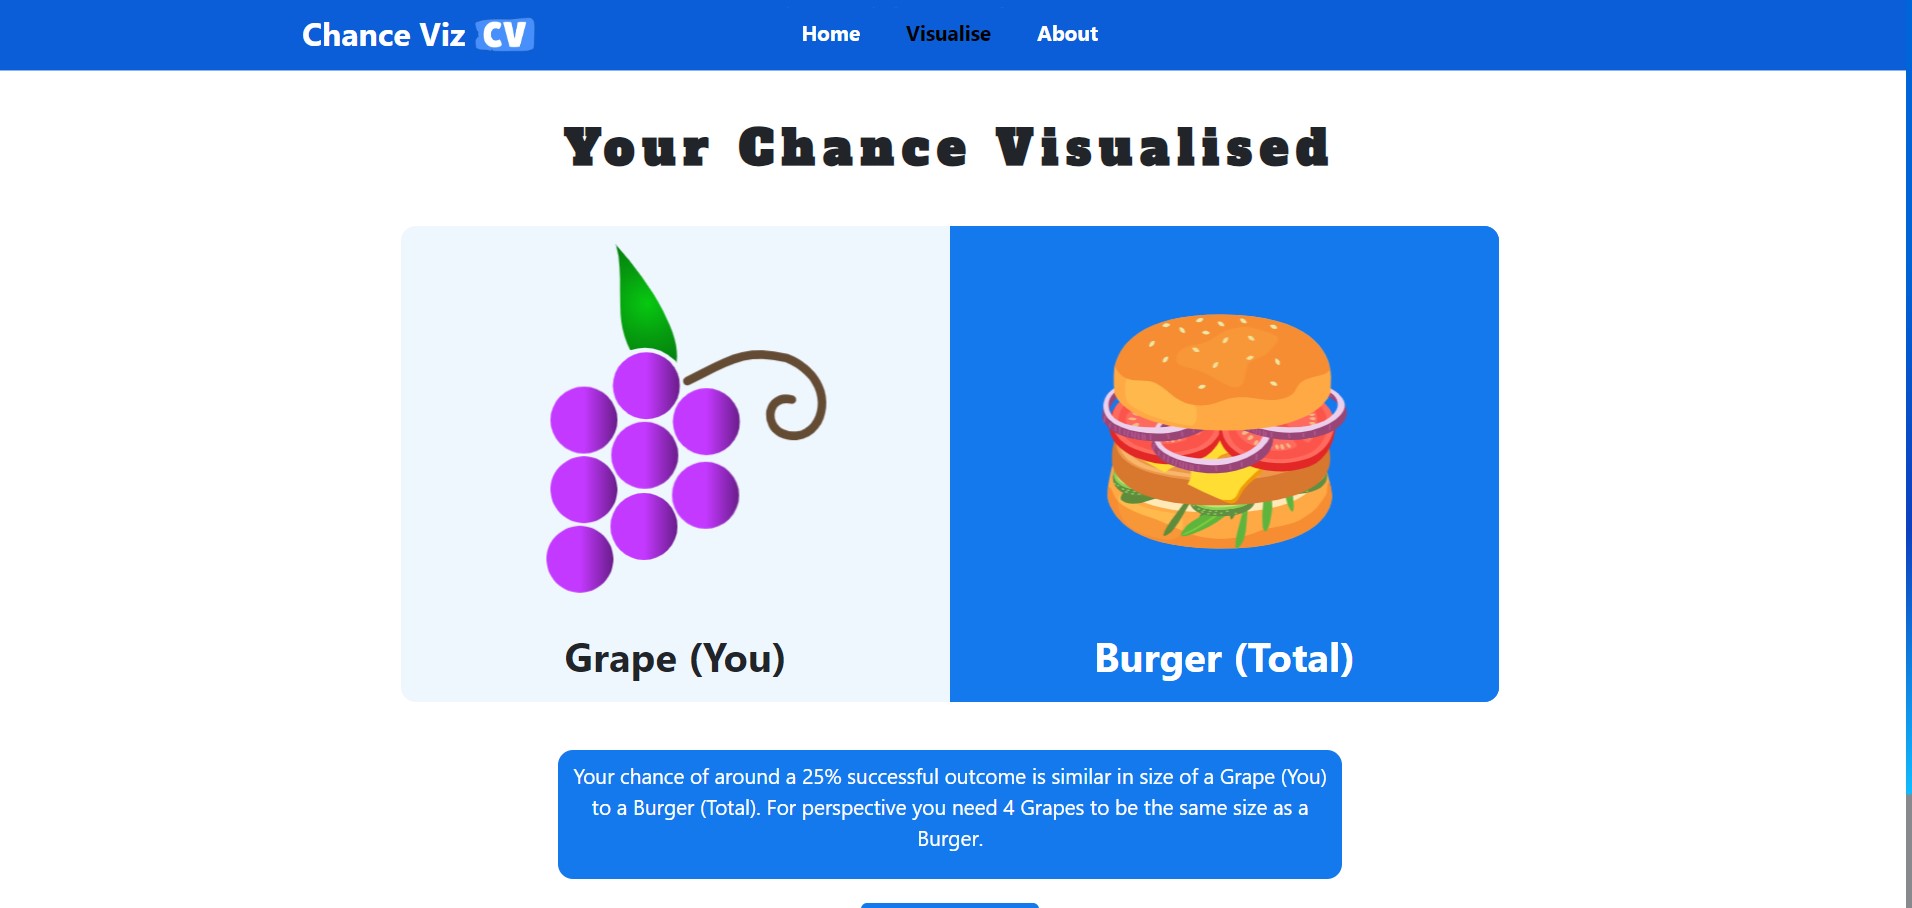 Chance Viz CV
Home Visualise About
Your Chance Visualised
Grape (You)
Burger (Total)
Your chance of around a 25% successful outcome is similar in size of a Grape (You)
to a Burger (Total). For perspective you need 4 Grapes to be the same size as a
Burger.